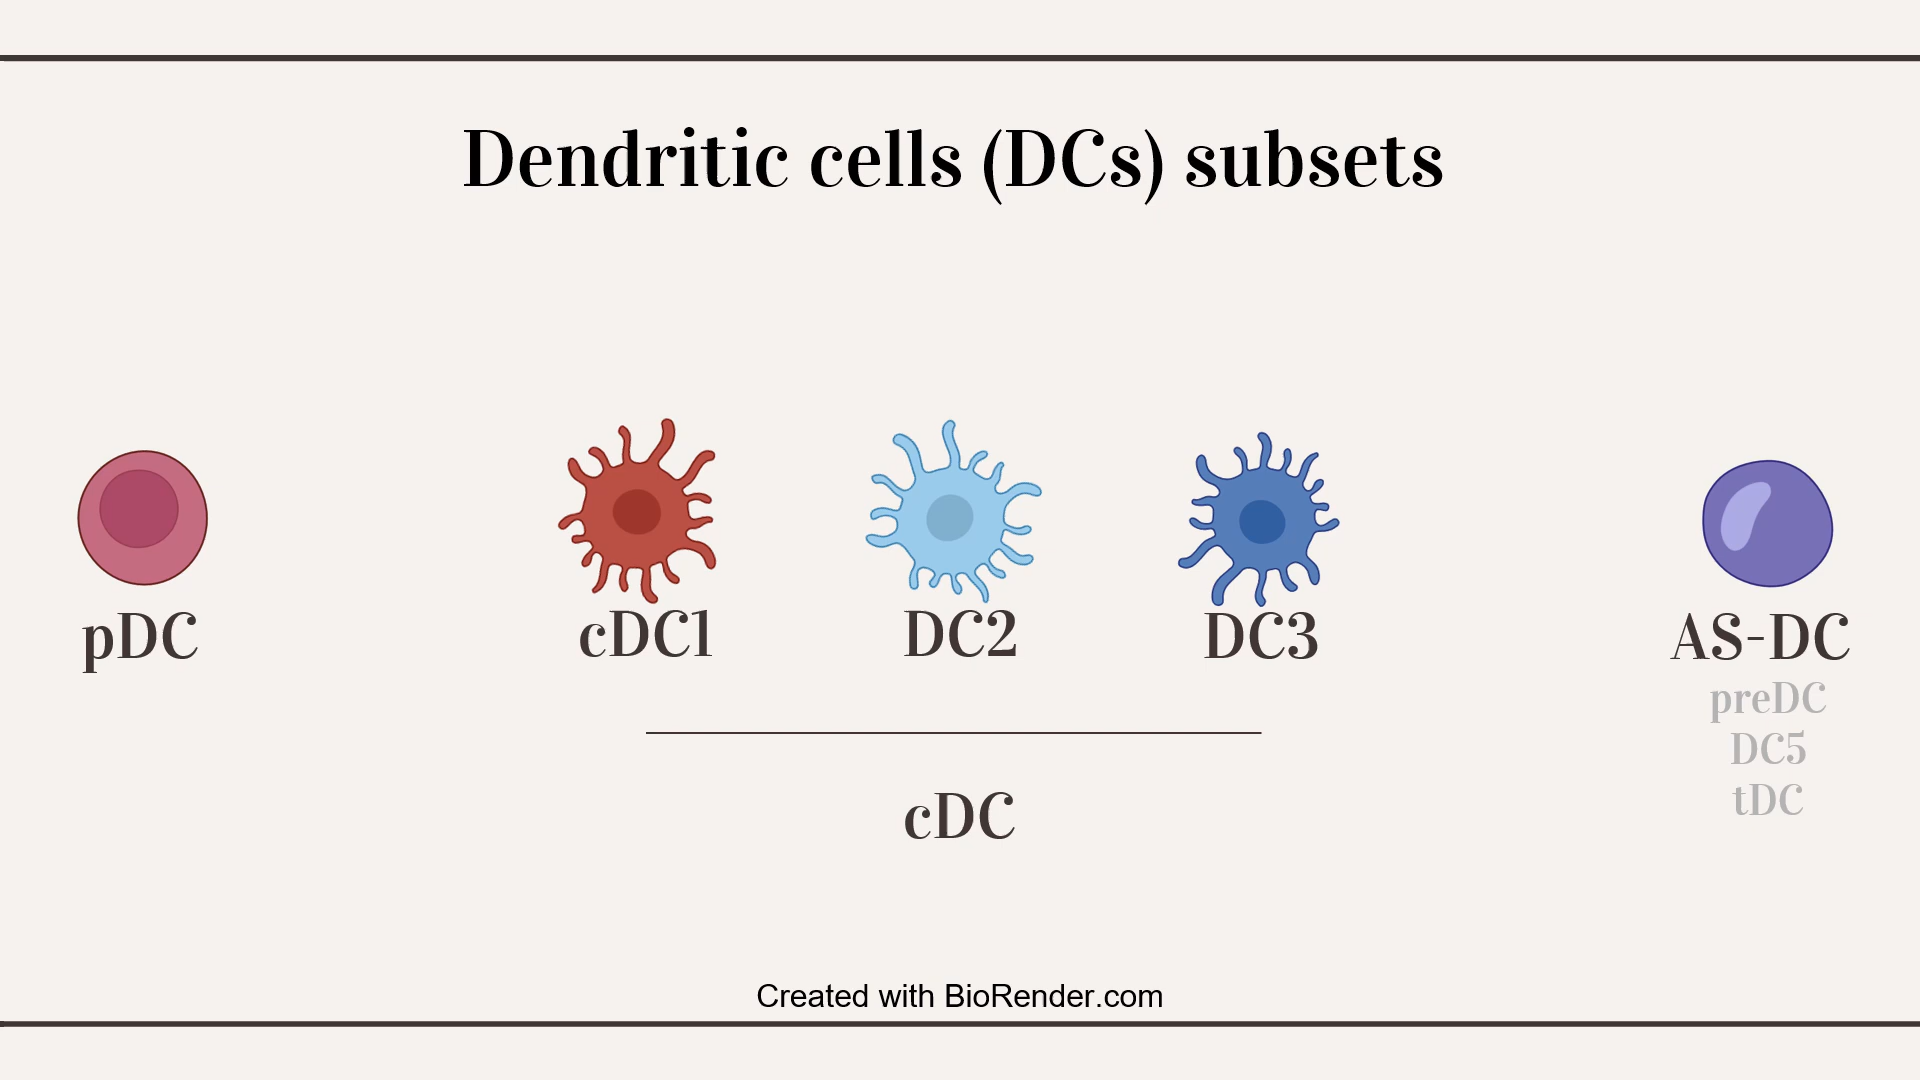 Dendritic cells (DCs) subsets
pDC
cDC1
DC2
DC3
AS-DC
preDC
DC5
tDC
cDC
Created with BioRender.com